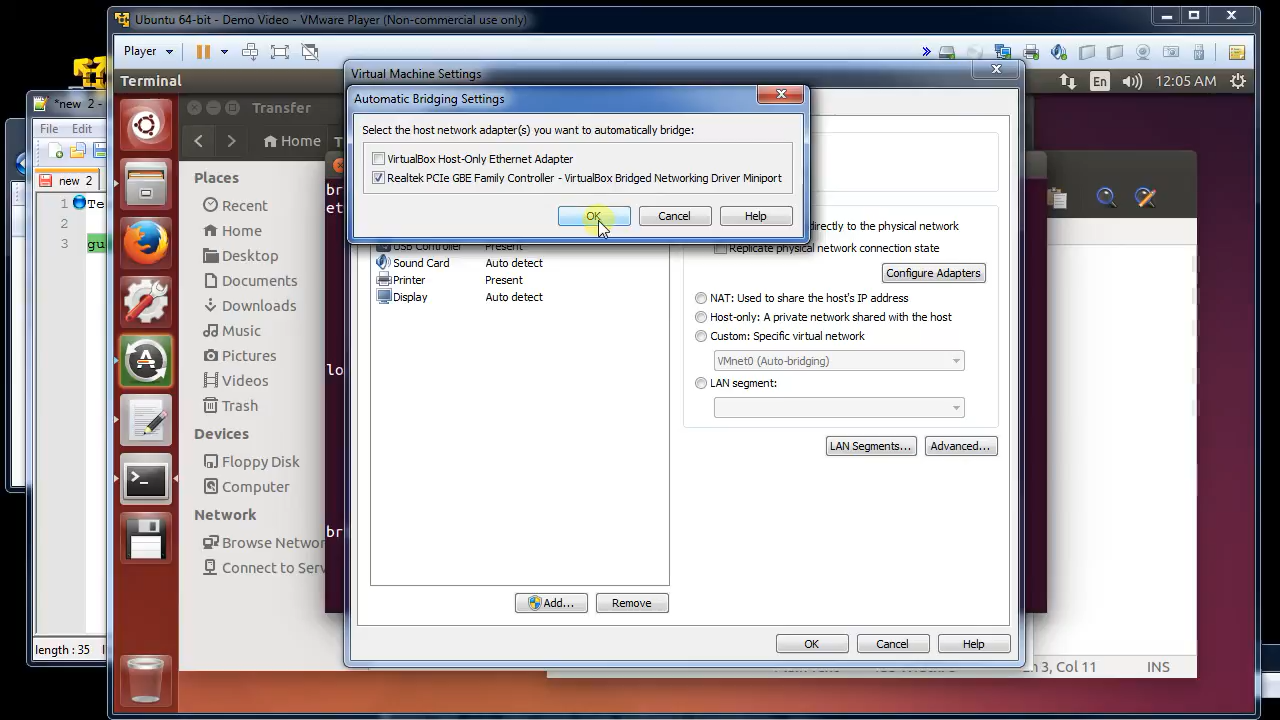 Ubuntu 64-bit - Demo Video - VMware Player (Non-commercial use only)
Player
Terminal
En
12:05 AM
*new 2 -
File Edit
new 2
1 Te
2
3 gu
length : 35
Transfer
Home
Places
Recent
Home
Desktop
Documents
Downloads
Music
Pictures
Videos
Trash
Devices
Floppy Disk
Computer
Network
Browse Netwo
Connect to Serv
br
et
lo
br
Virtual Machine Settings
Automatic Bridging Settings
Select the host network adapter(s) you want to automatically bridge:
VirtualBox Host-Only Ethernet Adapter
Realtek PCIe GBE Family Controller - VirtualBox Bridged Networking Driver Miniport
OK
Cancel
Help
USB Controller Present
Sound Card Auto detect
Printer Present
Display Auto detect
directly to the physical network
Replicate physical network connection state
Configure Adapters
NAT: Used to share the host's IP address
Host-only: A private network shared with the host
Custom: Specific virtual network
VMnet0 (Auto-bridging)
LAN segment:
LAN Segments...
Advanced...
Add...
Remove
OK
Cancel
Help
Ln 3, Col 11
INS